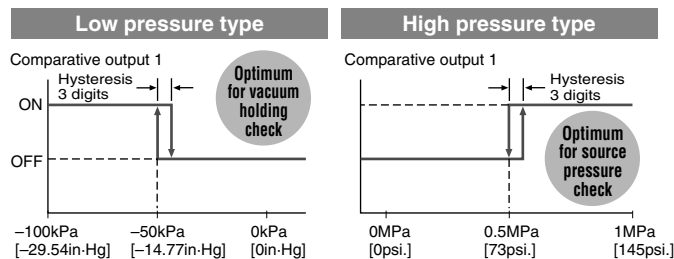 Low pressure type
Comparative output 1
Hysteresis
3 digits
Optimum
for vacuum
holding
check
ON
OFF
–100kPa
[–29.54in·Hg]
–50kPa
[–14.77in·Hg]
0kPa
[0in·Hg]
High pressure type
Comparative output 1
Hysteresis
3 digits
Optimum
for source
pressure
check
0MPa
[0psi.]
0.5MPa
[73psi.]
1MPa
[145psi.]